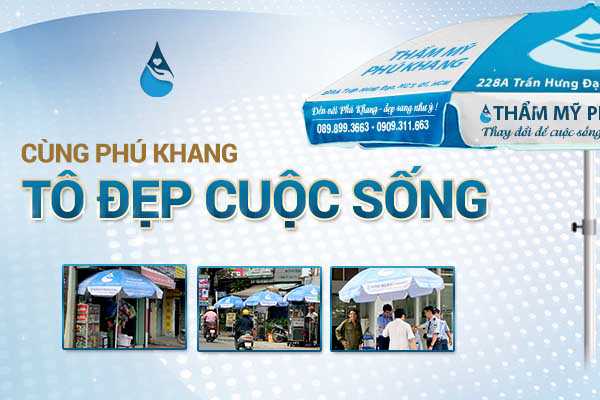 THẨM MỸ
PHÚ KHANG
228A Trần Hưng Đạ
Đến với Phú Khang - đẹp sang như ý!
089.899.3663 - 0909.311.663
THẨM MỸ P
Thay đổi để cuộc sống
CÙNG PHÚ KHANG
TÔ ĐẸP CUỘC SỐNG